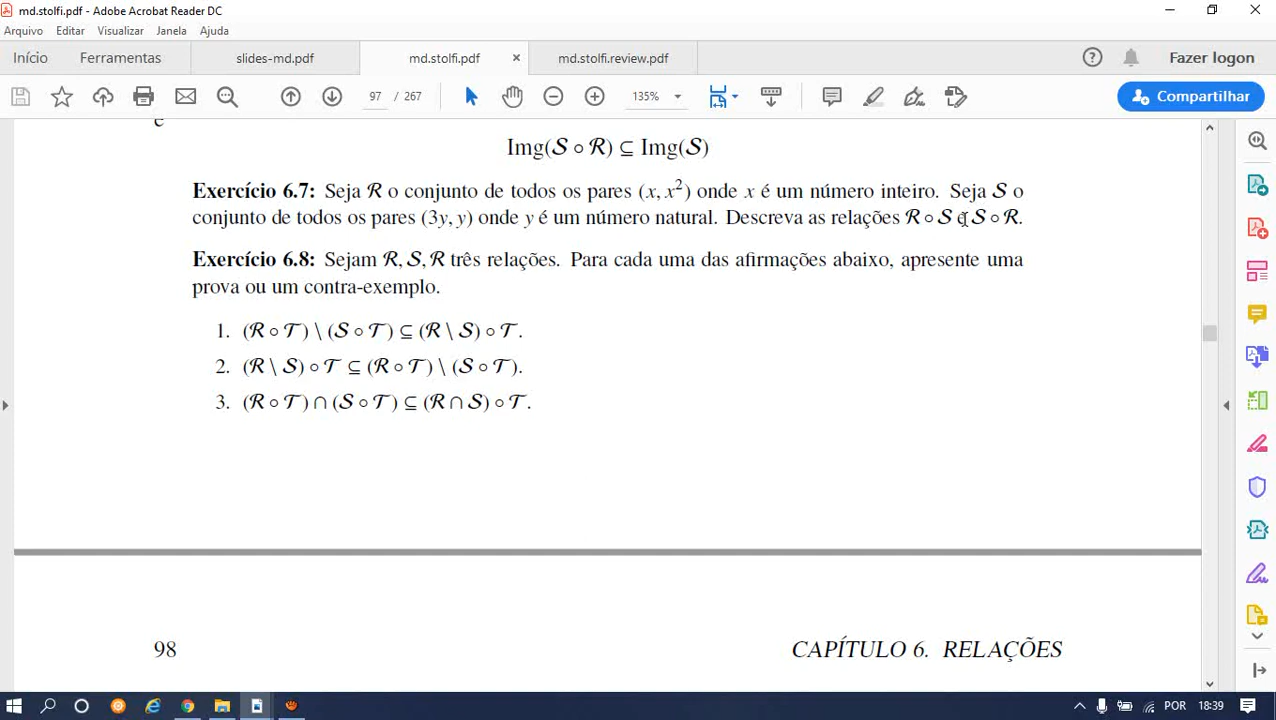 md.stolfi.pdf - Adobe Acrobat Reader DC
Arquivo Editar Visualizar Janela Ajuda
Início Ferramentas slides-md.pdf md.stolfi.pdf × md.stolfi.review.pdf Fazer logon
97 / 267 135% Compartilhar
e
Img(S ∘ R) ⊆ Img(S)
Exercício 6.7: Seja R o conjunto de todos os pares (x, x²) onde x é um número inteiro. Seja S o
conjunto de todos os pares (3y, y) onde y é um número natural. Descreva as relações R ∘ S e S ∘ R.
Exercício 6.8: Sejam R, S, R três relações. Para cada uma das afirmações abaixo, apresente uma
prova ou um contra-exemplo.
1. (R ∘ T) \ (S ∘ T) ⊆ (R \ S) ∘ T.
2. (R \ S) ∘ T ⊆ (R ∘ T) \ (S ∘ T).
3. (R ∘ T) ∩ (S ∘ T) ⊆ (R ∩ S) ∘ T.
98 CAPÍTULO 6. RELAÇÕES
POR 18:39